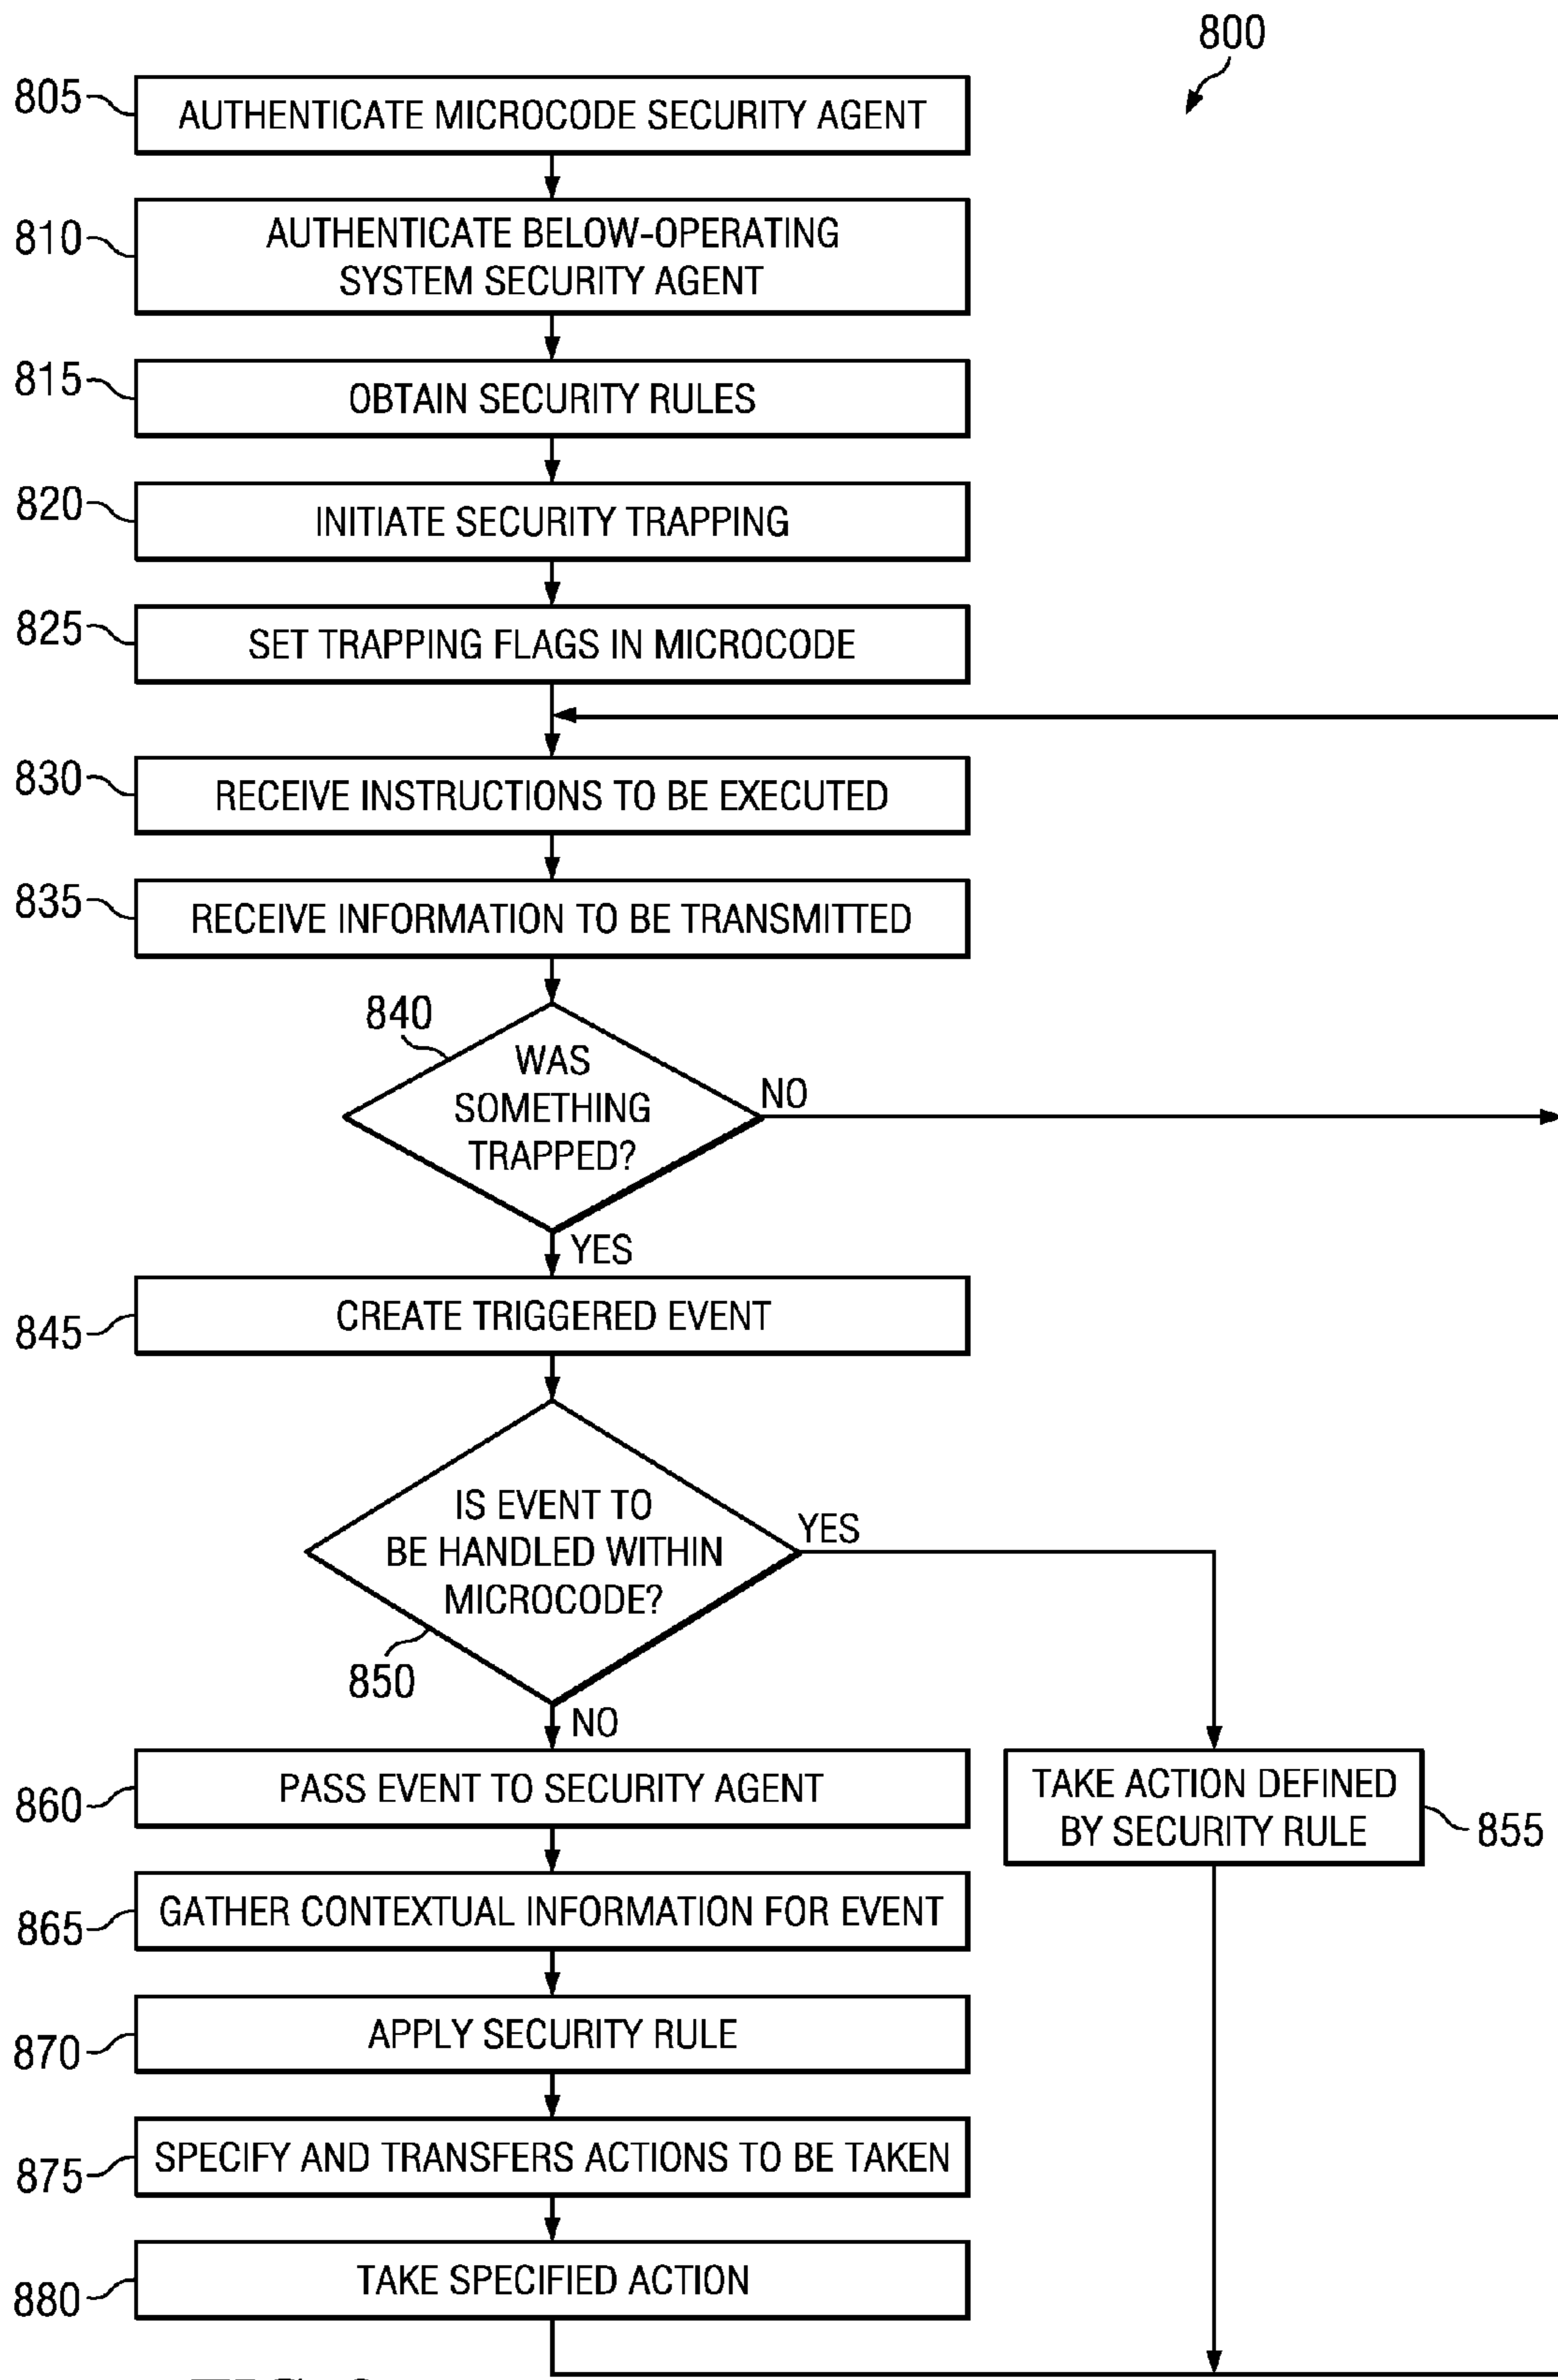 800
805
AUTHENTICATE MICROCODE SECURITY AGENT
810
AUTHENTICATE BELOW-OPERATING
SYSTEM SECURITY AGENT
815
OBTAIN SECURITY RULES
820
INITIATE SECURITY TRAPPING
825
SET TRAPPING FLAGS IN MICROCODE
830
RECEIVE INSTRUCTIONS TO BE EXECUTED
835
RECEIVE INFORMATION TO BE TRANSMITTED
840
WAS
SOMETHING
TRAPPED?
NO
YES
845
CREATE TRIGGERED EVENT
IS EVENT TO
BE HANDLED WITHIN
MICROCODE?
YES
850
NO
860
PASS EVENT TO SECURITY AGENT
TAKE ACTION DEFINED
BY SECURITY RULE
855
865
GATHER CONTEXTUAL INFORMATION FOR EVENT
870
APPLY SECURITY RULE
875
SPECIFY AND TRANSFERS ACTIONS TO BE TAKEN
880
TAKE SPECIFIED ACTION